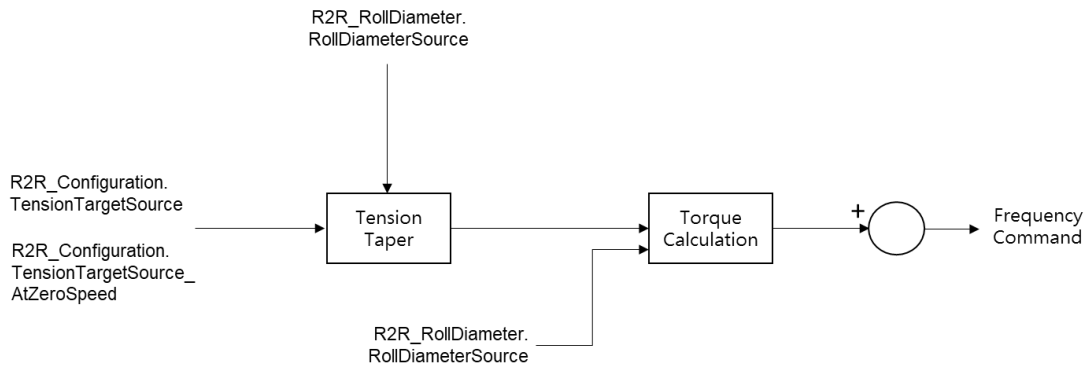 R2R_RollDiameter.
RollDiameterSource
R2R_Configuration.
TensionTargetSource
R2R_Configuration.
TensionTargetSource_
AtZeroSpeed
Tension
Taper
Torque
Calculation
+
Frequency
Command
R2R_RollDiameter.
RollDiameterSource